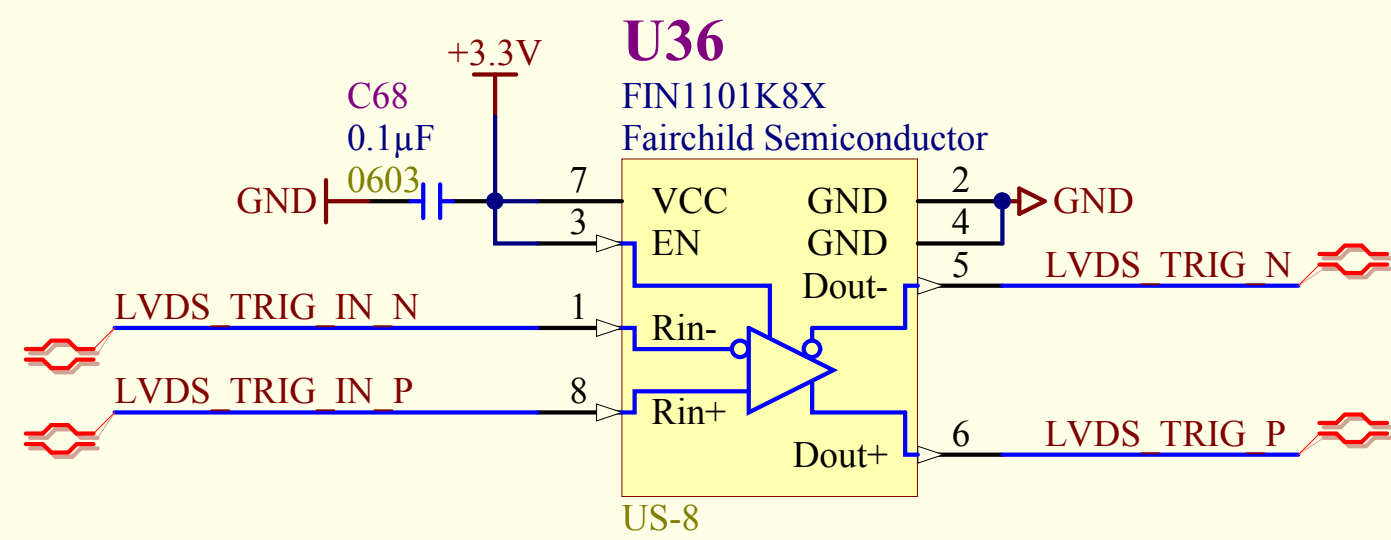 U36
+3.3V
FIN1101K8X
C68
Fairchild Semiconductor
0.1µF
0603
GND
7
VCC
GND
2
GND
3
EN
GND
4
Dout-
5
LVDS_TRIG_N
LVDS_TRIG_IN_N
1
Rin-
LVDS_TRIG_IN_P
8
Rin+
Dout+
6
LVDS_TRIG_P
US-8